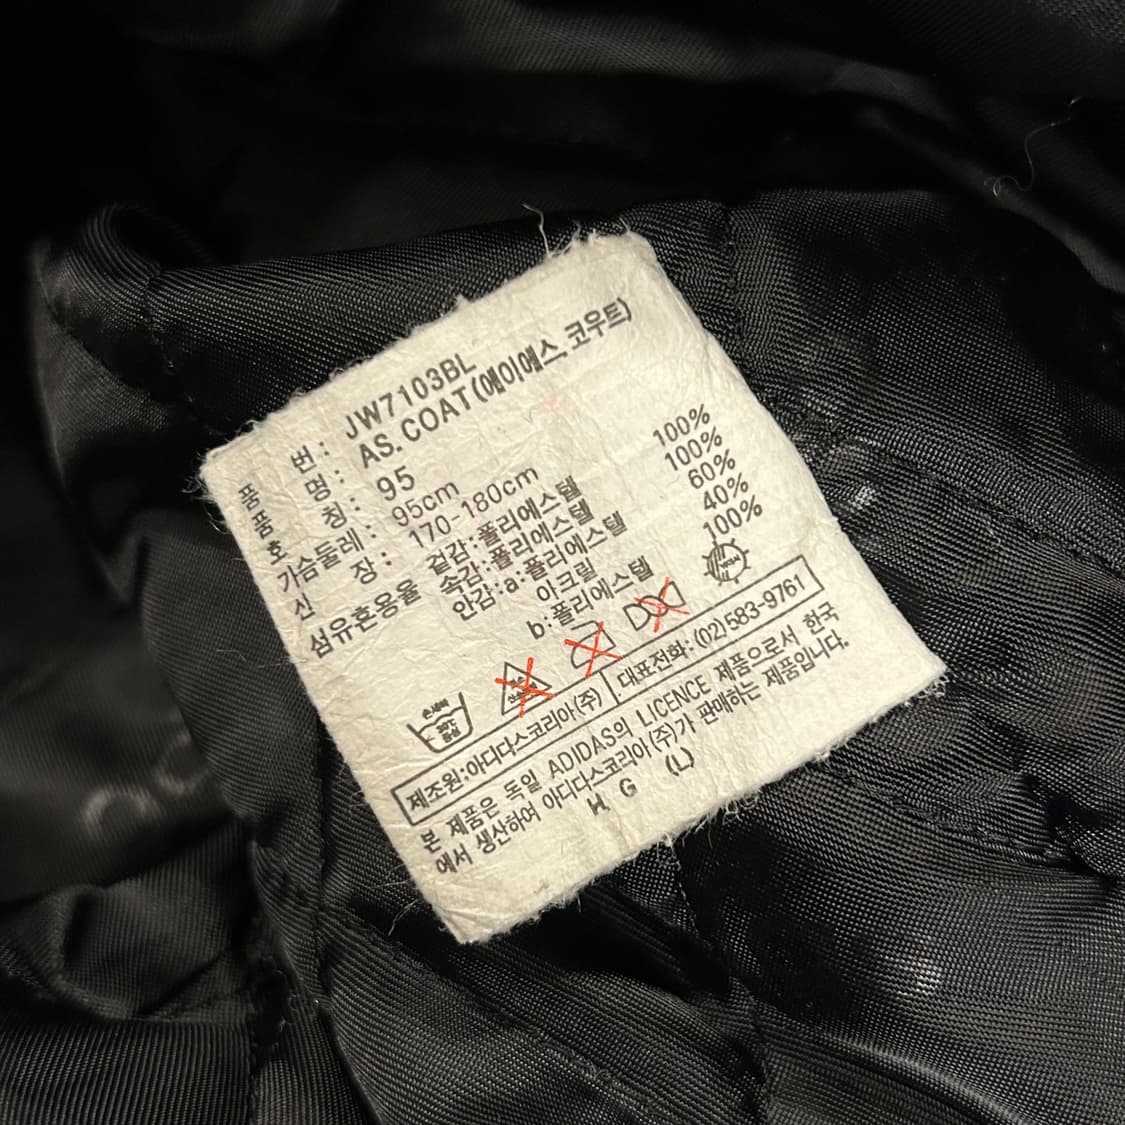 품 번 : JW7103BL
품 명 : AS. COAT(에이에스. 코우트)
호 칭 : 95
가슴둘레 : 95cm
신 장 : 170-180cm
섬유혼용율 겉감:폴리에스텔 100%
속감:폴리에스텔 100%
안감:a:폴리에스텔 60%
아크릴 40%
b:폴리에스텔 100%
손세탁
30℃
중성
제조원:아디다스코리아(주) 대표전화:(02)583-9761
본 제품은 독일 ADIDAS의 LICENCE 제품으로서 한국
에서 생산하여 아디다스코리아(주)가 판매하는 제품입니다.
H. G (L)